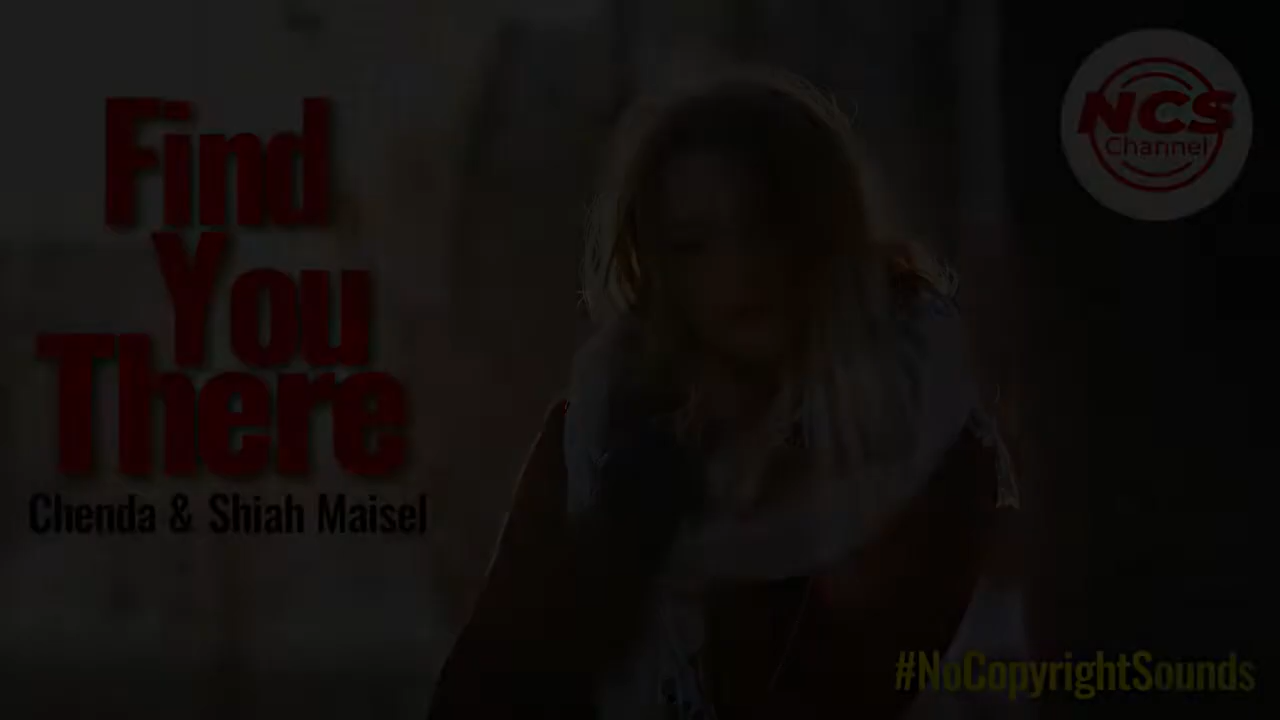 Find
You
There
Chenda & Shiah Maisel
NCS
Channel
#NoCopyrightSounds